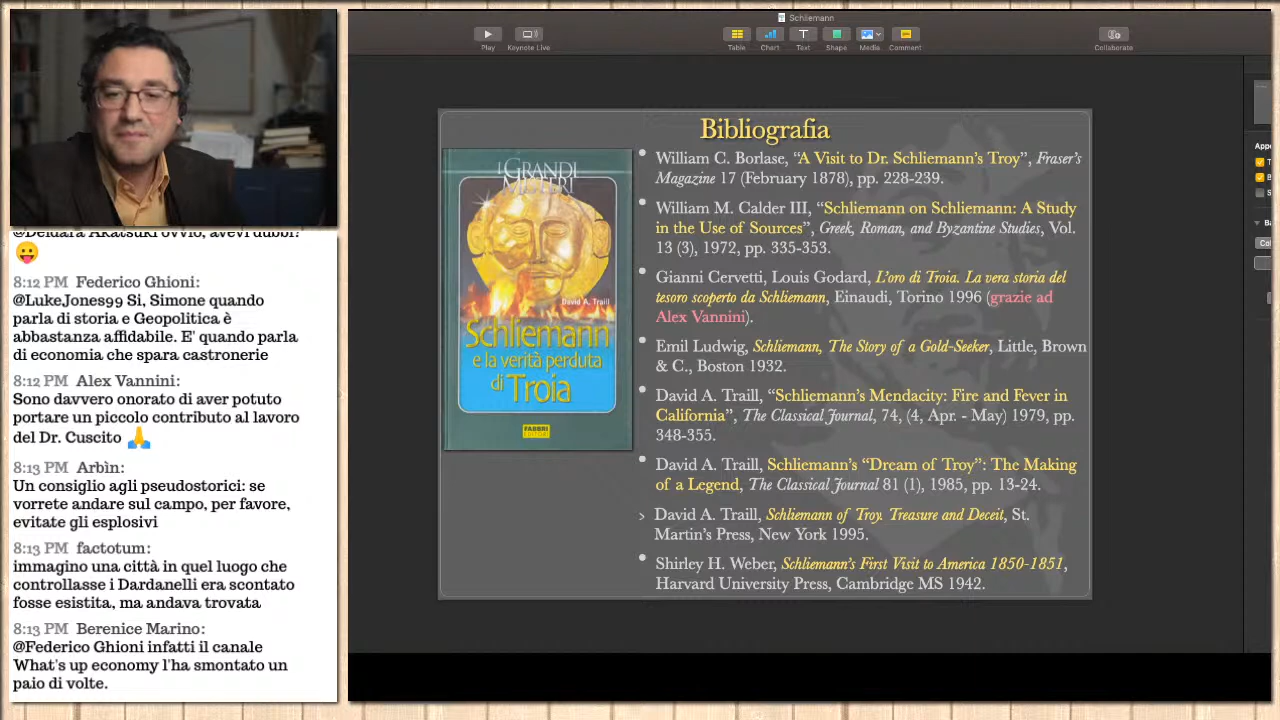 @Deidara Akatsuki ovvio, avevi dubbi?
8:12 PM Federico Ghioni:
@LukeJones99 Si, Simone quando
parla di storia e Geopolitica è
abbastanza affidabile. E' quando parla
di economia che spara castronerie
8:12 PM Alex Vannini:
Sono davvero onorato di aver potuto
portare un piccolo contributo al lavoro
del Dr. Cuscito 🙏
8:13 PM Arbìn:
Un consiglio agli pseudostorici: se
vorrete andare sul campo, per favore,
evitate gli esplosivi
8:13 PM factotum:
immagino una città in quel luogo che
controllasse i Dardanelli era scontato
fosse esistita, ma andava trovata
8:13 PM Berenice Marino:
@Federico Ghioni infatti il canale
What's up economy l'ha smontato un
paio di volte.
Schliemann
Play
Keynote Live
Table
Chart
Text
Shape
Media
Comment
Collaborate
Bibliografia
I GRANDI
MISTERI
David A. Traill
Schliemann
e la verità perduta
di Troia
FABBRI
EDITORI
William C. Borlase, “A Visit to Dr. Schliemann’s Troy”, Fraser’s
Magazine 17 (February 1878), pp. 228-239.
William M. Calder III, “Schliemann on Schliemann: A Study
in the Use of Sources”, Greek, Roman, and Byzantine Studies, Vol.
13 (3), 1972, pp. 335-353.
Gianni Cervetti, Louis Godard, L’oro di Troia. La vera storia del
tesoro scoperto da Schliemann, Einaudi, Torino 1996 (grazie ad
Alex Vannini).
Emil Ludwig, Schliemann, The Story of a Gold-Seeker, Little, Brown
& C., Boston 1932.
David A. Traill, “Schliemann’s Mendacity: Fire and Fever in
California”, The Classical Journal, 74, (4, Apr. - May) 1979, pp.
348-355.
David A. Traill, Schliemann’s “Dream of Troy”: The Making
of a Legend, The Classical Journal 81 (1), 1985, pp. 13-24.
David A. Traill, Schliemann of Troy. Treasure and Deceit, St.
Martin’s Press, New York 1995.
Shirley H. Weber, Schliemann’s First Visit to America 1850-1851,
Harvard University Press, Cambridge MS 1942.